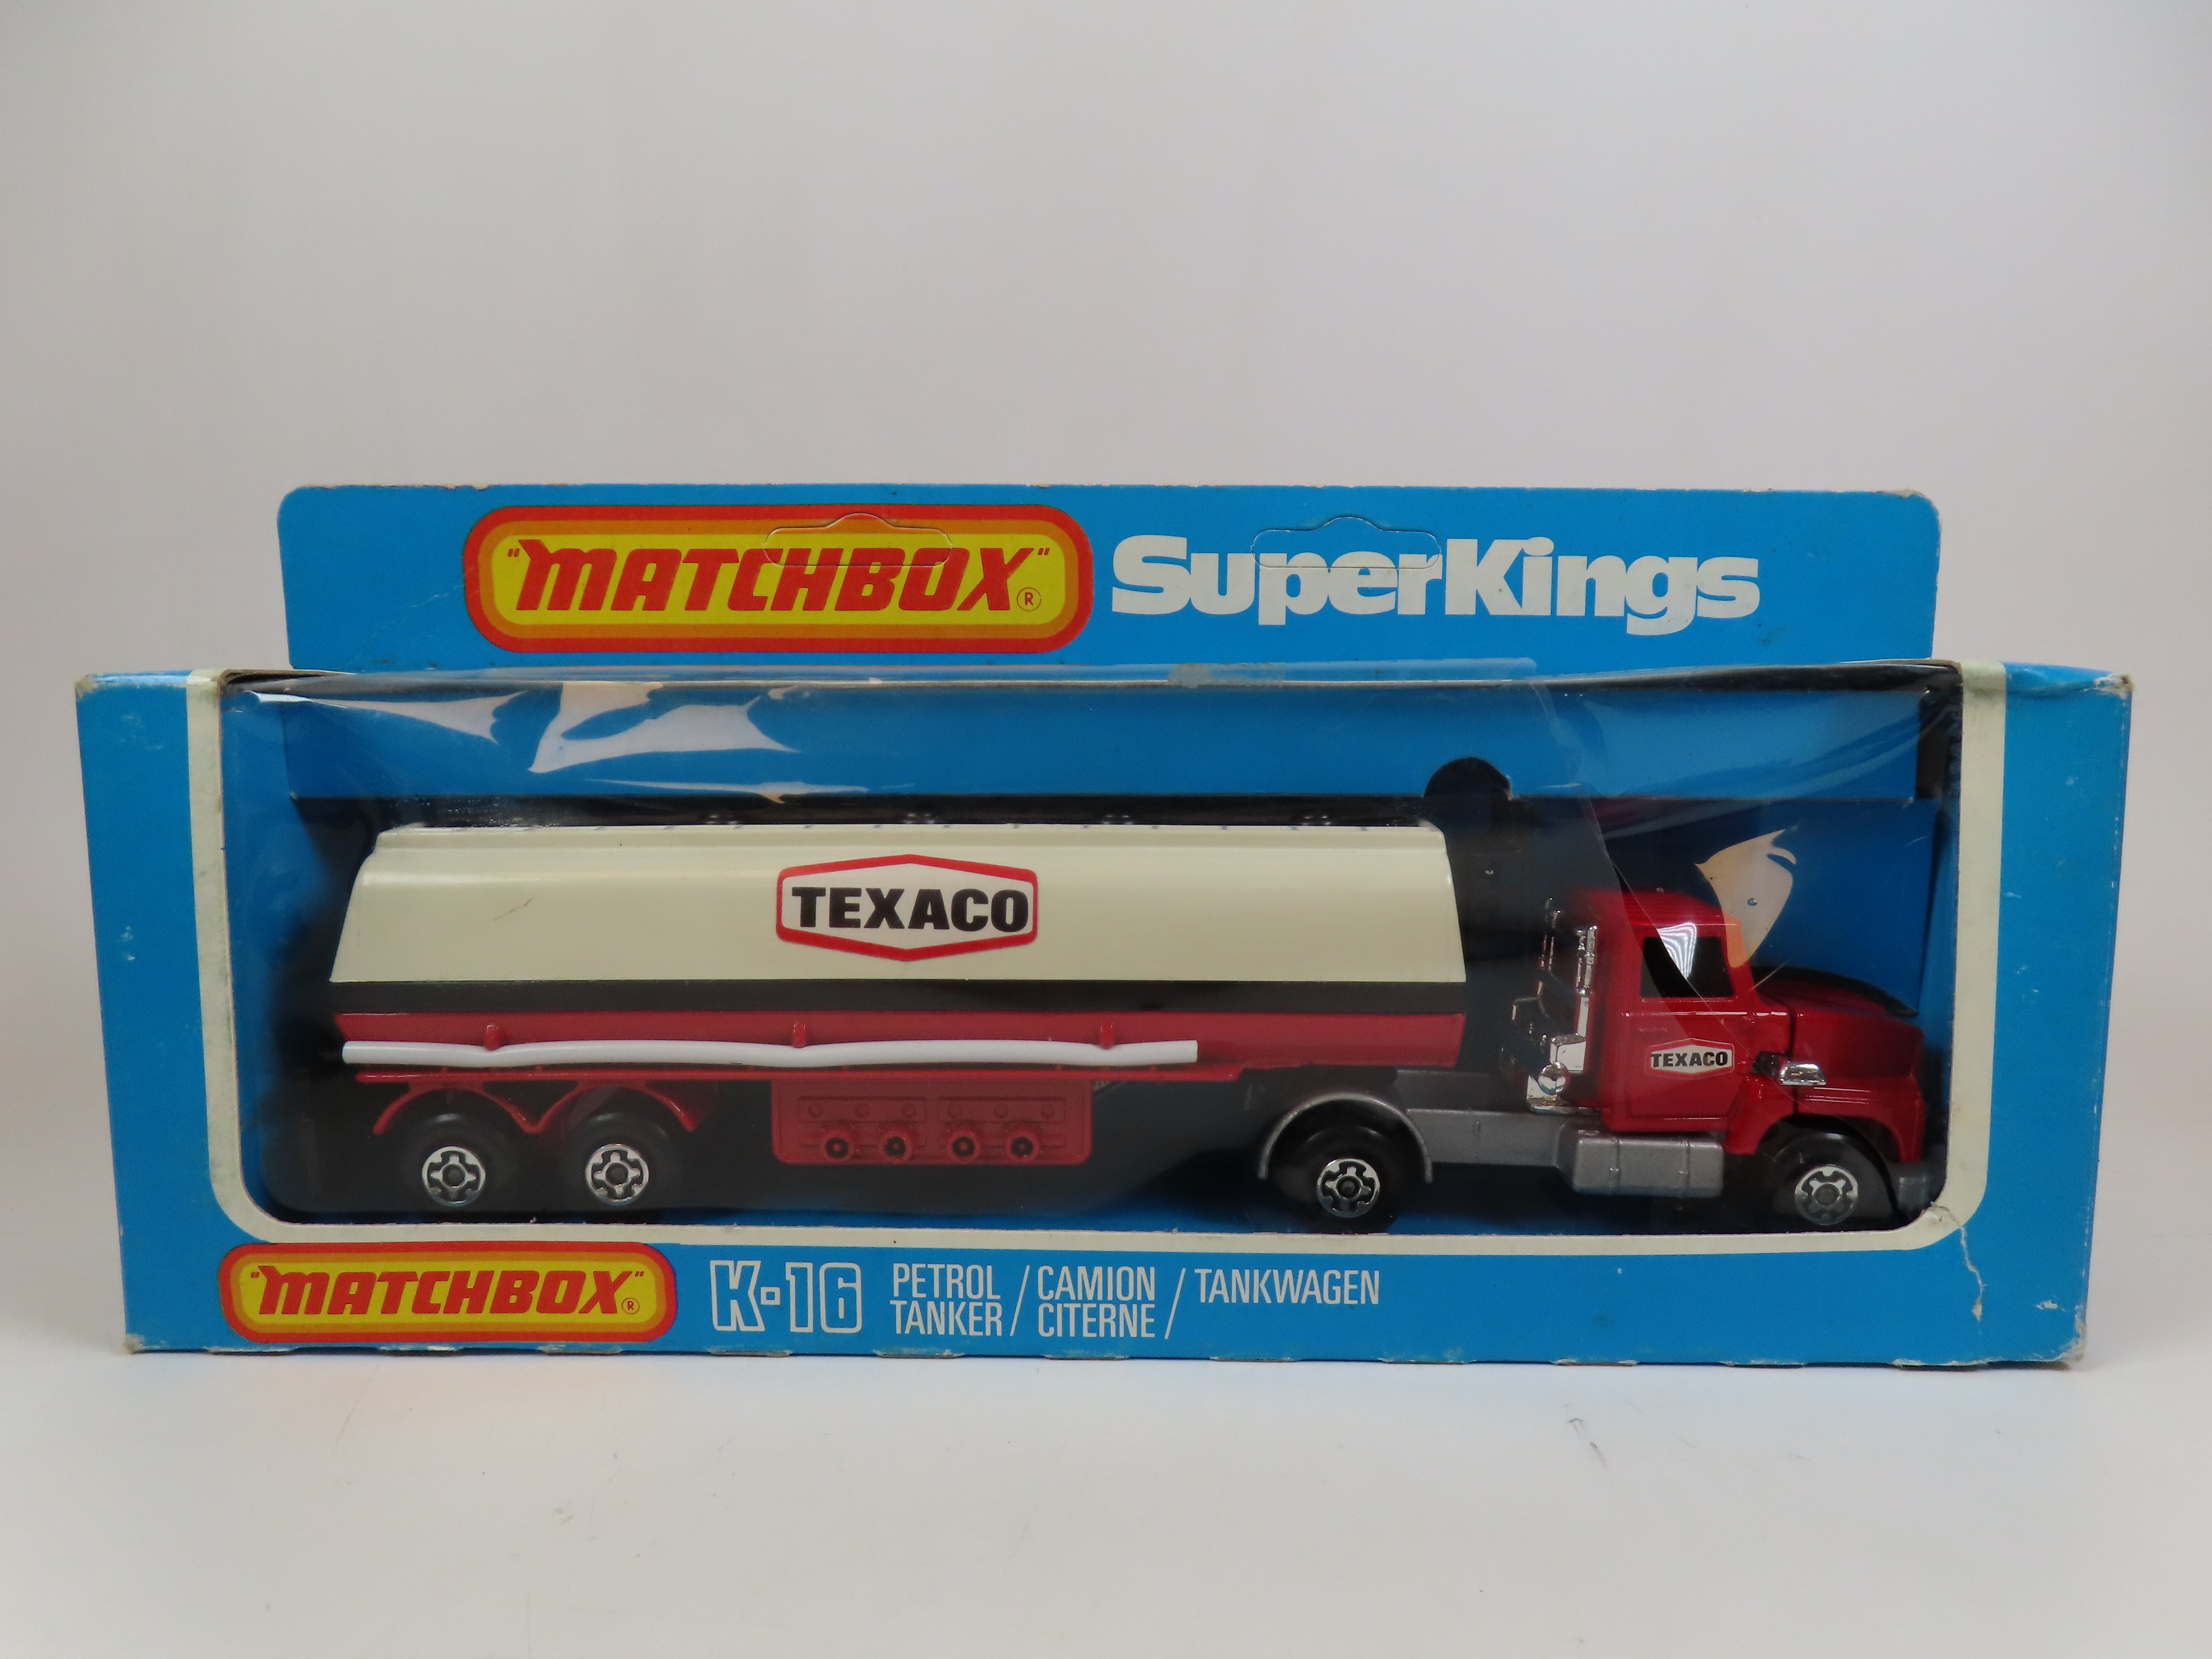 "MATCHBOX"® SuperKings
TEXACO
TEXACO
"MATCHBOX"® K-16 PETROL / CAMION / TANKWAGEN
TANKER CITERNE